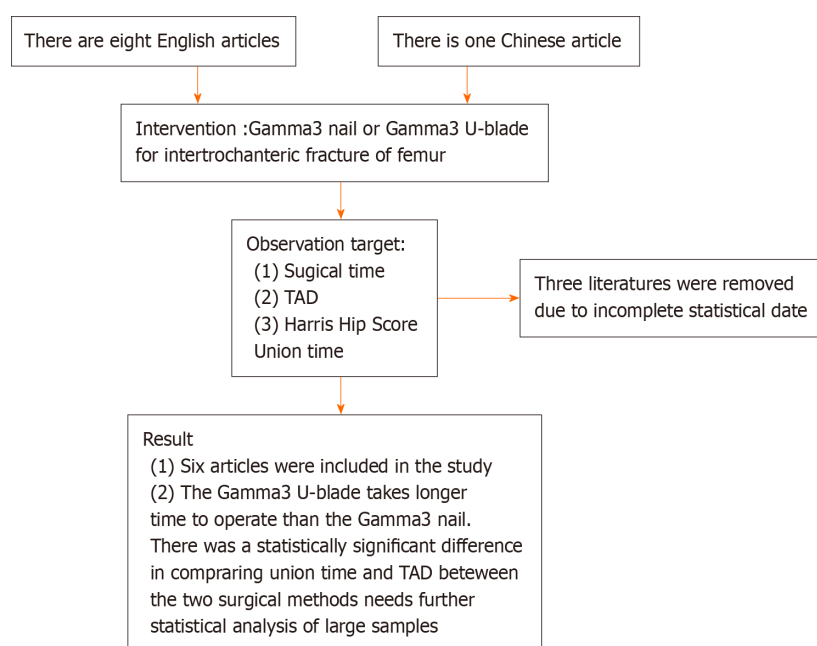 There are eight English articles
There is one Chinese article
Intervention :Gamma3 nail or Gamma3 U-blade
for intertrochanteric fracture of femur
Observation target:
(1) Sugical time
(2) TAD
(3) Harris Hip Score
Union time
Three literatures were removed
due to incomplete statistical date
Result
(1) Six articles were included in the study
(2) The Gamma3 U-blade takes longer
time to operate than the Gamma3 nail.
There was a statistically significant difference
in compraring union time and TAD beteween
the two surgical methods needs further
statistical analysis of large samples